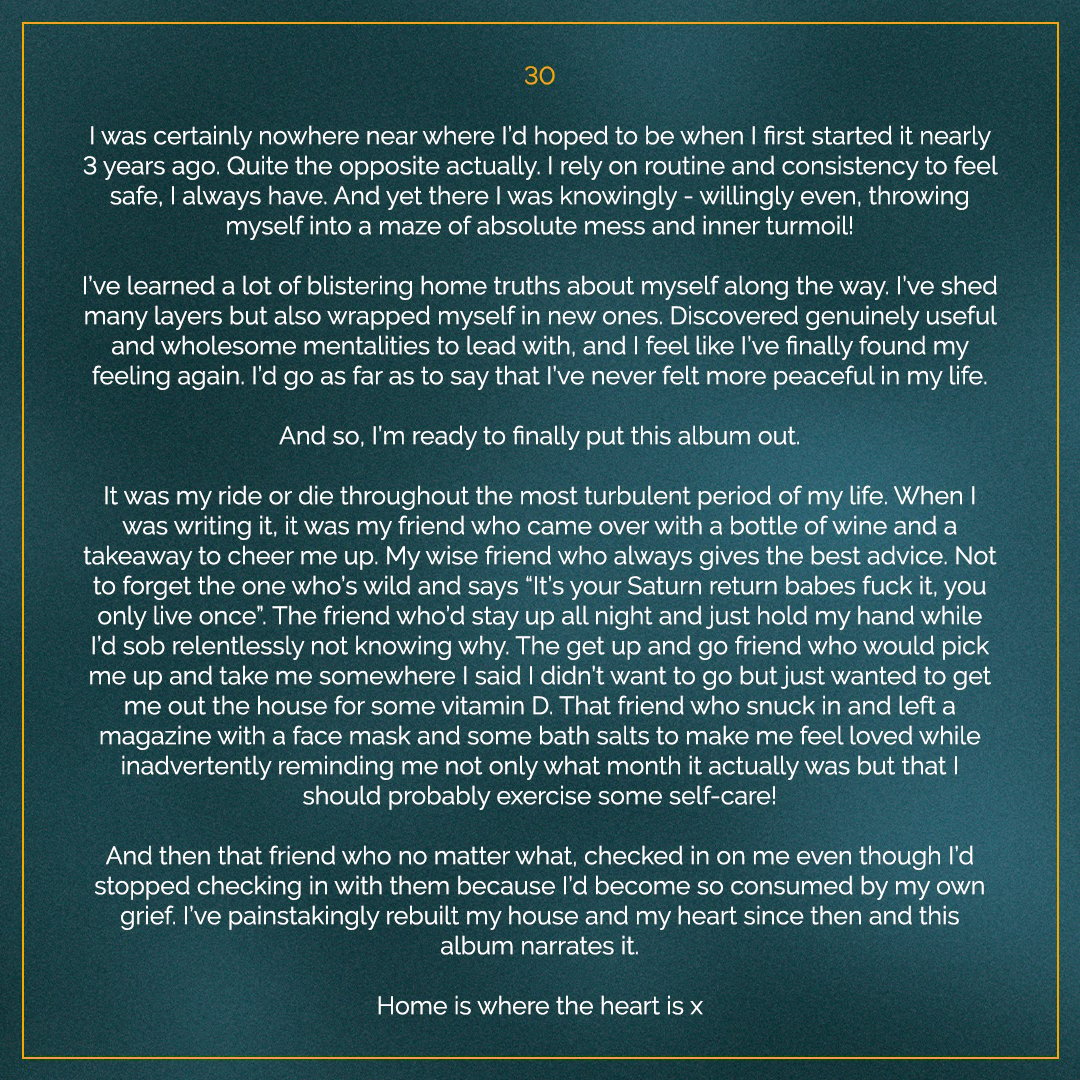 30
I was certainly nowhere near where I’d hoped to be when I first started it nearly
3 years ago. Quite the opposite actually. I rely on routine and consistency to feel
safe, I always have. And yet there I was knowingly - willingly even, throwing
myself into a maze of absolute mess and inner turmoil!
I’ve learned a lot of blistering home truths about myself along the way. I’ve shed
many layers but also wrapped myself in new ones. Discovered genuinely useful
and wholesome mentalities to lead with, and I feel like I’ve finally found my
feeling again. I’d go as far as to say that I’ve never felt more peaceful in my life.
And so, I’m ready to finally put this album out.
It was my ride or die throughout the most turbulent period of my life. When I
was writing it, it was my friend who came over with a bottle of wine and a
takeaway to cheer me up. My wise friend who always gives the best advice. Not
to forget the one who’s wild and says “It’s your Saturn return babes fuck it, you
only live once”. The friend who’d stay up all night and just hold my hand while
I’d sob relentlessly not knowing why. The get up and go friend who would pick
me up and take me somewhere I said I didn’t want to go but just wanted to get
me out the house for some vitamin D. That friend who snuck in and left a
magazine with a face mask and some bath salts to make me feel loved while
inadvertently reminding me not only what month it actually was but that I
should probably exercise some self-care!
And then that friend who no matter what, checked in on me even though I’d
stopped checking in with them because I’d become so consumed by my own
grief. I’ve painstakingly rebuilt my house and my heart since then and this
album narrates it.
Home is where the heart is x